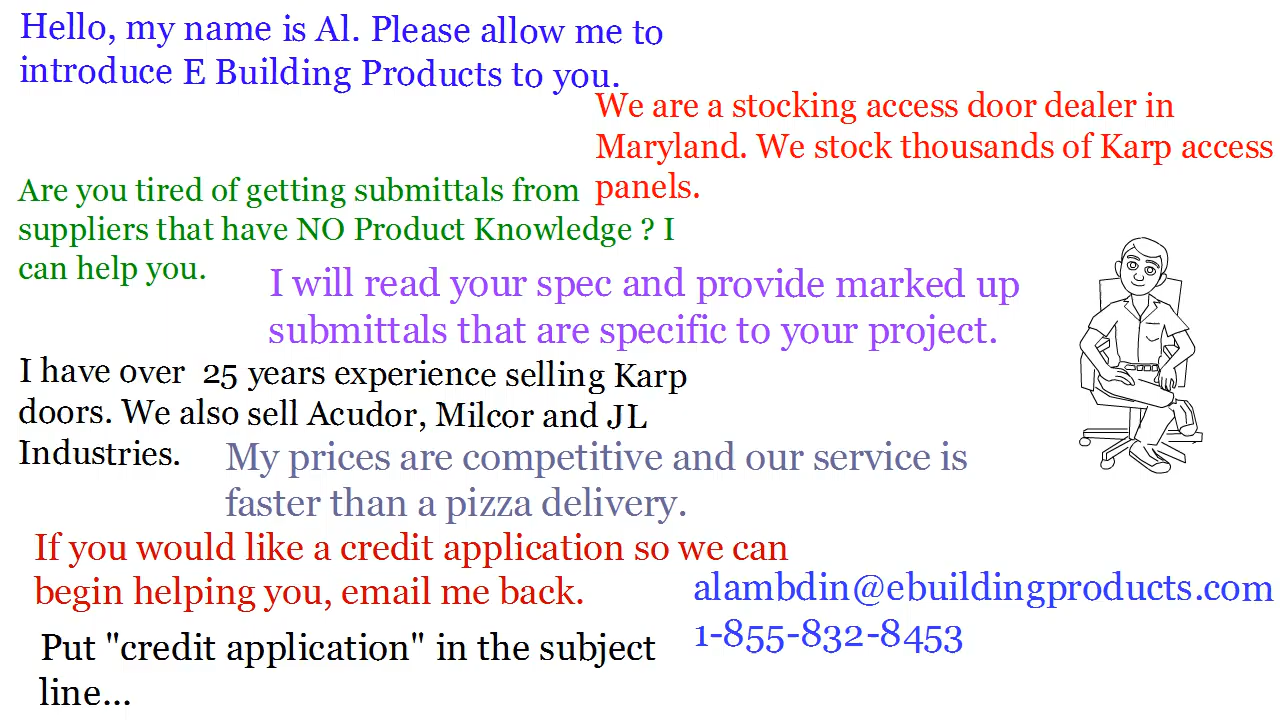 Hello, my name is Al. Please allow me to
introduce E Building Products to you.
We are a stocking access door dealer in
Maryland. We stock thousands of Karp access
panels.
Are you tired of getting submittals from
suppliers that have NO Product Knowledge ? I
can help you.
I will read your spec and provide marked up
submittals that are specific to your project.
I have over  25 years experience selling Karp
doors. We also sell Acudor, Milcor and JL
Industries.
My prices are competitive and our service is
faster than a pizza delivery.
If you would like a credit application so we can
begin helping you, email me back.
alambdin@ebuildingproducts.com
1-855-832-8453
Put "credit application" in the subject
line...